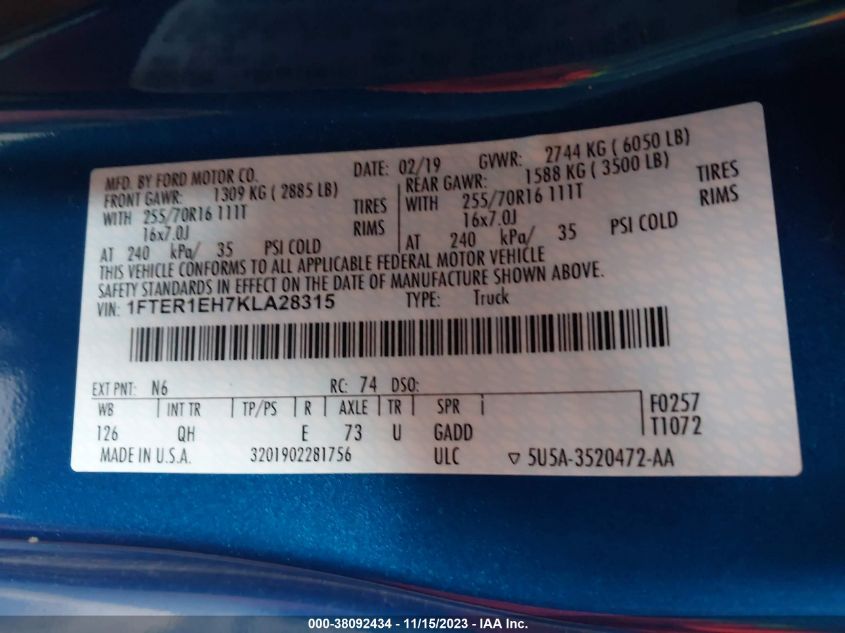 MFD. BY FORD MOTOR CO. DATE: 02/19 GVWR: 2744 KG ( 6050 LB)
FRONT GAWR: 1309 KG ( 2885 LB) REAR GAWR: 1588 KG ( 3500 LB)
WITH 255/70R16 111T TIRES WITH 255/70R16 111T TIRES
16x7.0J RIMS 16x7.0J RIMS
AT 240 kPa/ 35 PSI COLD AT 240 kPa/ 35 PSI COLD
THIS VEHICLE CONFORMS TO ALL APPLICABLE FEDERAL MOTOR VEHICLE
SAFETY STANDARDS IN EFFECT ON THE DATE OF MANUFACTURE SHOWN ABOVE.
VIN: 1FTER1EH7KLA28315 TYPE: Truck
EXT PNT: N6 RC: 74 DSO:
WB INT TR TP/PS R AXLE TR SPR F0257
126 QH E 73 U GADD T1072
MADE IN U.S.A. 3201902281756 ULC ▽ 5U5A-3520472-AA
000-38092434 - 11/15/2023 - IAA Inc.